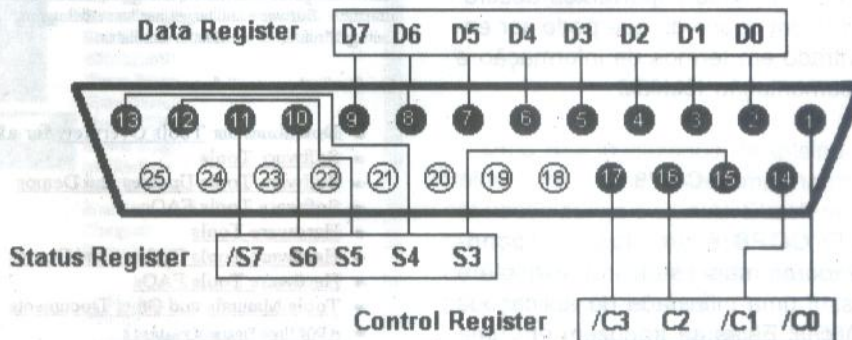 Data Register D7 D6 D5 D4 D3 D2 D1 D0
13 12 11 10 9 8 7 6 5 4 3 2 1
25 24 23 22 21 20 19 18 17 16 15 14
Status Register /S7 S6 S5 S4 S3
Control Register /C3 C2 /C1 /C0